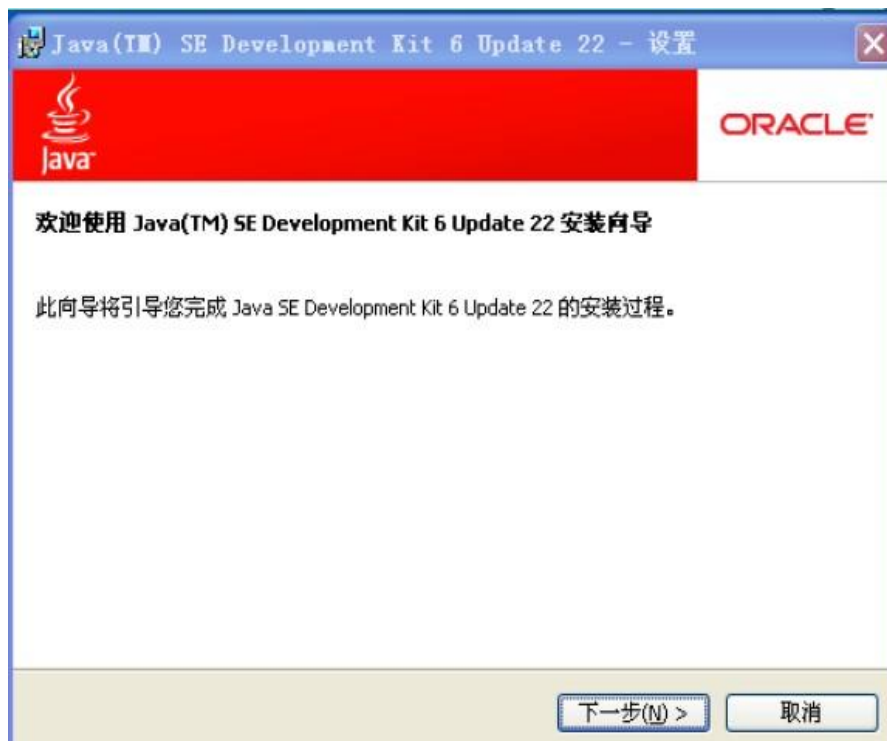 Java(TM) SE Development Kit 6 Update 22 - 设置
Java™
ORACLE®
欢迎使用 Java(TM) SE Development Kit 6 Update 22 安装向导
此向导将引导您完成 Java SE Development Kit 6 Update 22 的安装过程。
下一步(N) >
取消